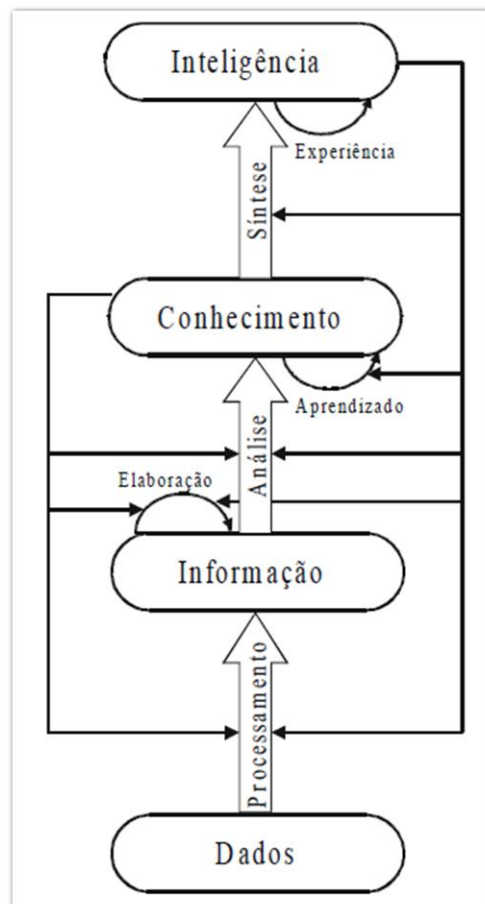 Inteligência
Experiência
Síntese
Conhecimento
Aprendizado
Análise
Elaboração
Informação
Processamento
Dados